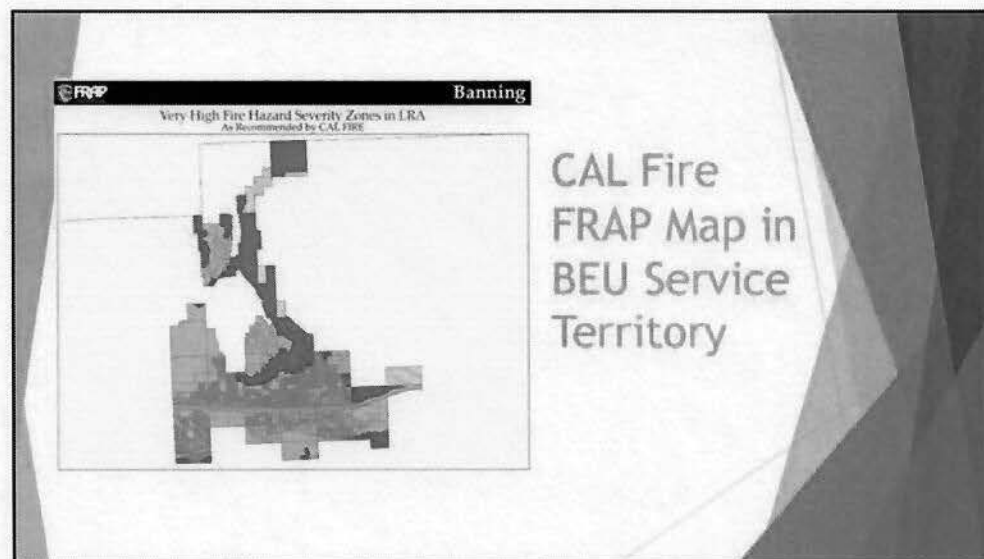 FRAP
Banning
Very High Fire Hazard Severity Zones in LRA
As Recommended by CAL FIRE
CAL Fire
FRAP Map in
BEU Service
Territory